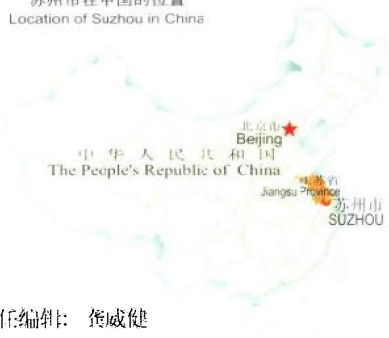 苏州市在中国的位置
Location of Suzhou in China
北京市
Beijing
中华人民共和国
The People's Republic of China
江苏省
Jiangsu Province
苏州市
SUZHOU
任编辑: 龚威健